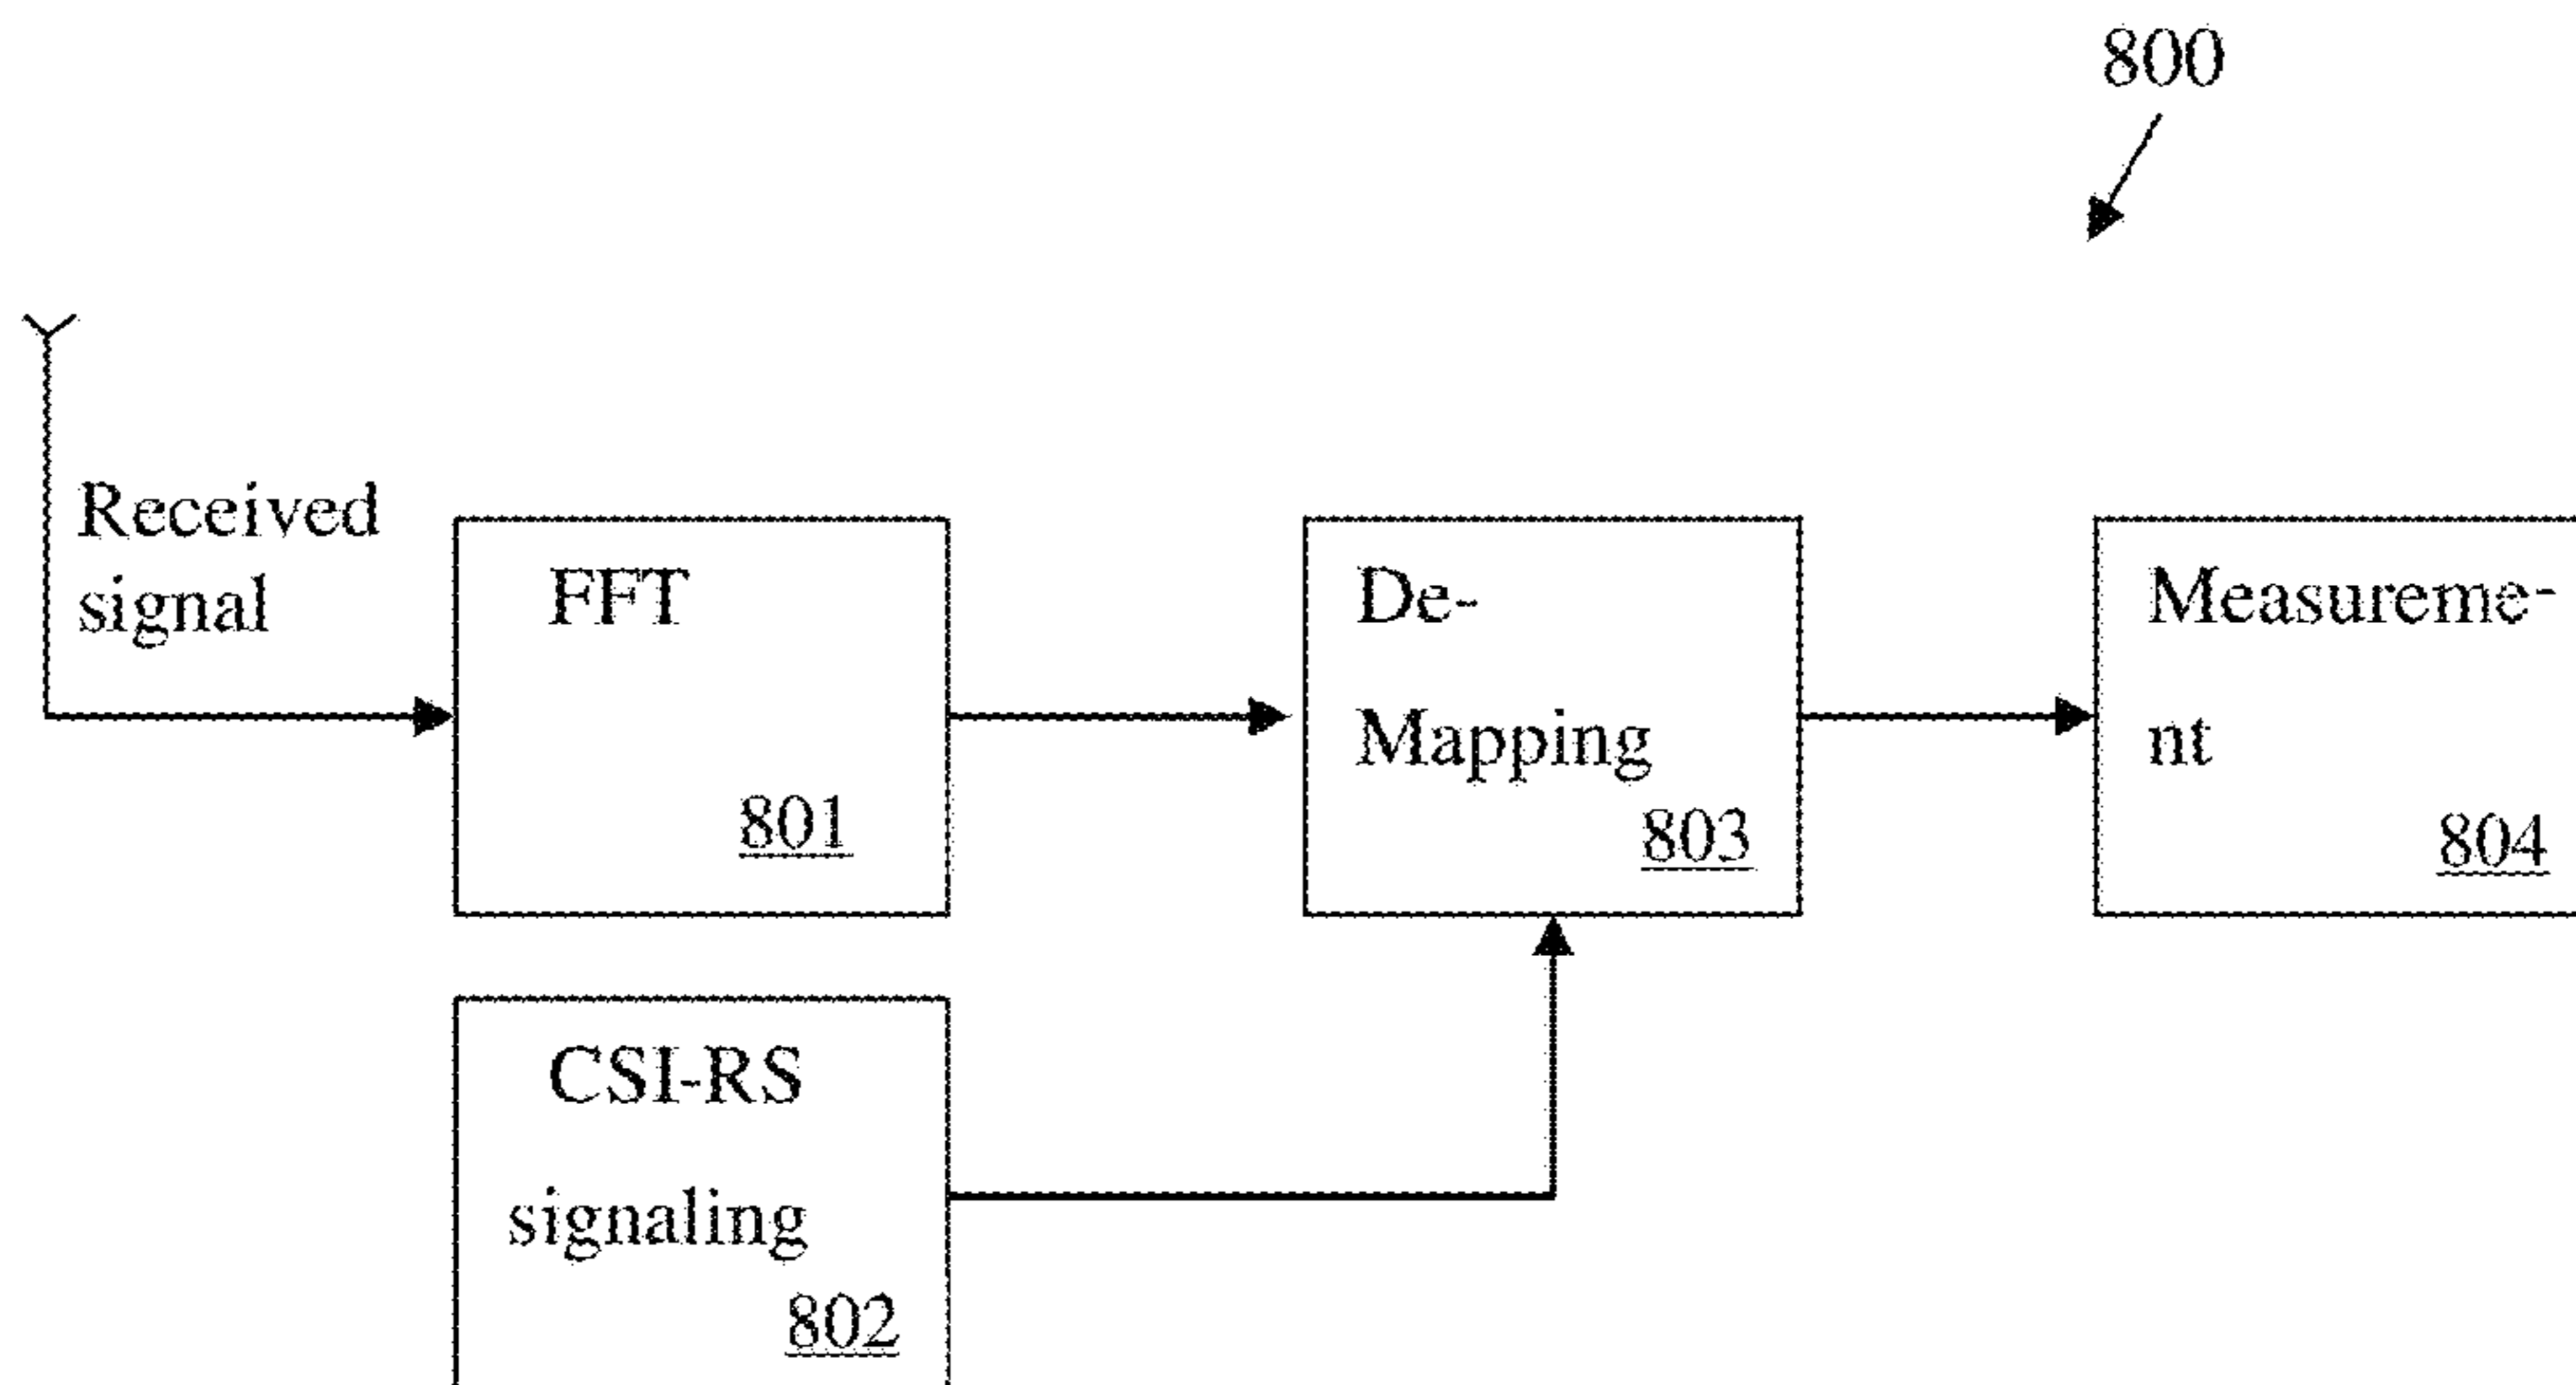 800
Received
signal
FFT
801
De-
Mapping
803
Measureme-
nt
804
CSI-RS
signaling
802